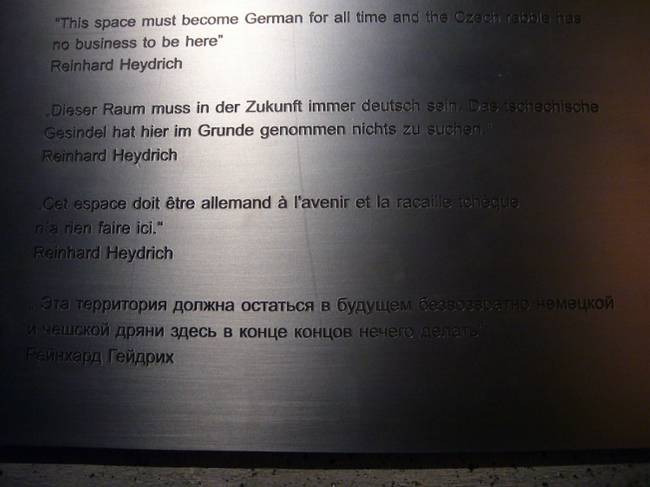 "This space must become German for all time and the Czech rabble has
no business to be here"
Reinhard Heydrich
„Dieser Raum muss in der Zukunft immer deutsch sein. Das tschechische
Gesindel hat hier im Grunde genommen nichts zu suchen."
Reinhard Heydrich
„Cet espace doit être allemand à l'avenir et la racaille tchèque
n'a rien faire ici."
Reinhard Heydrich
„ Эта территория должна остаться в будущем безвозвратно немецкой
и чешской дряни здесь в конце концов нечего делать"
Рейнхард Гейдрих